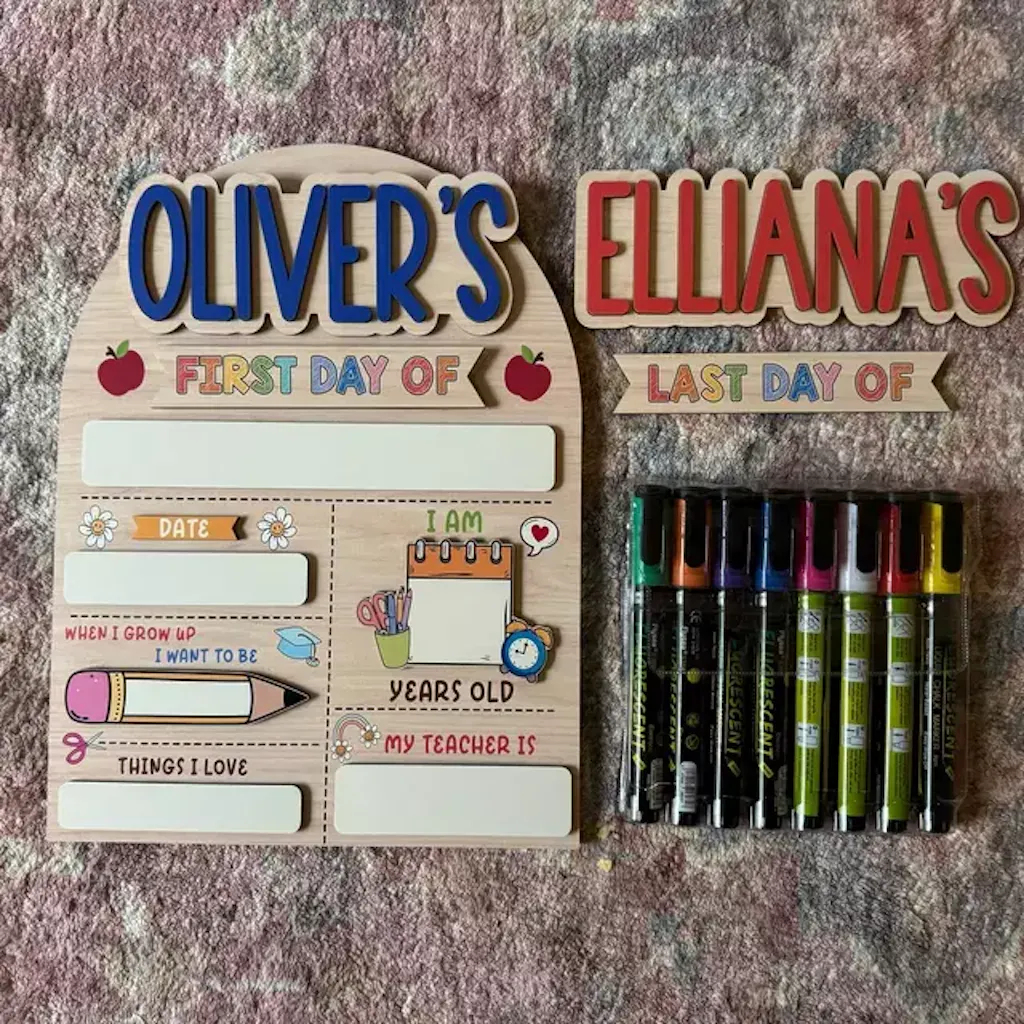 OLIVER'S
FIRST DAY OF
DATE
I AM
YEARS OLD
WHEN I GROW UP
I WANT TO BE
MY TEACHER IS
THINGS I LOVE
ELLIANA'S
LAST DAY OF
FLUORESCENT